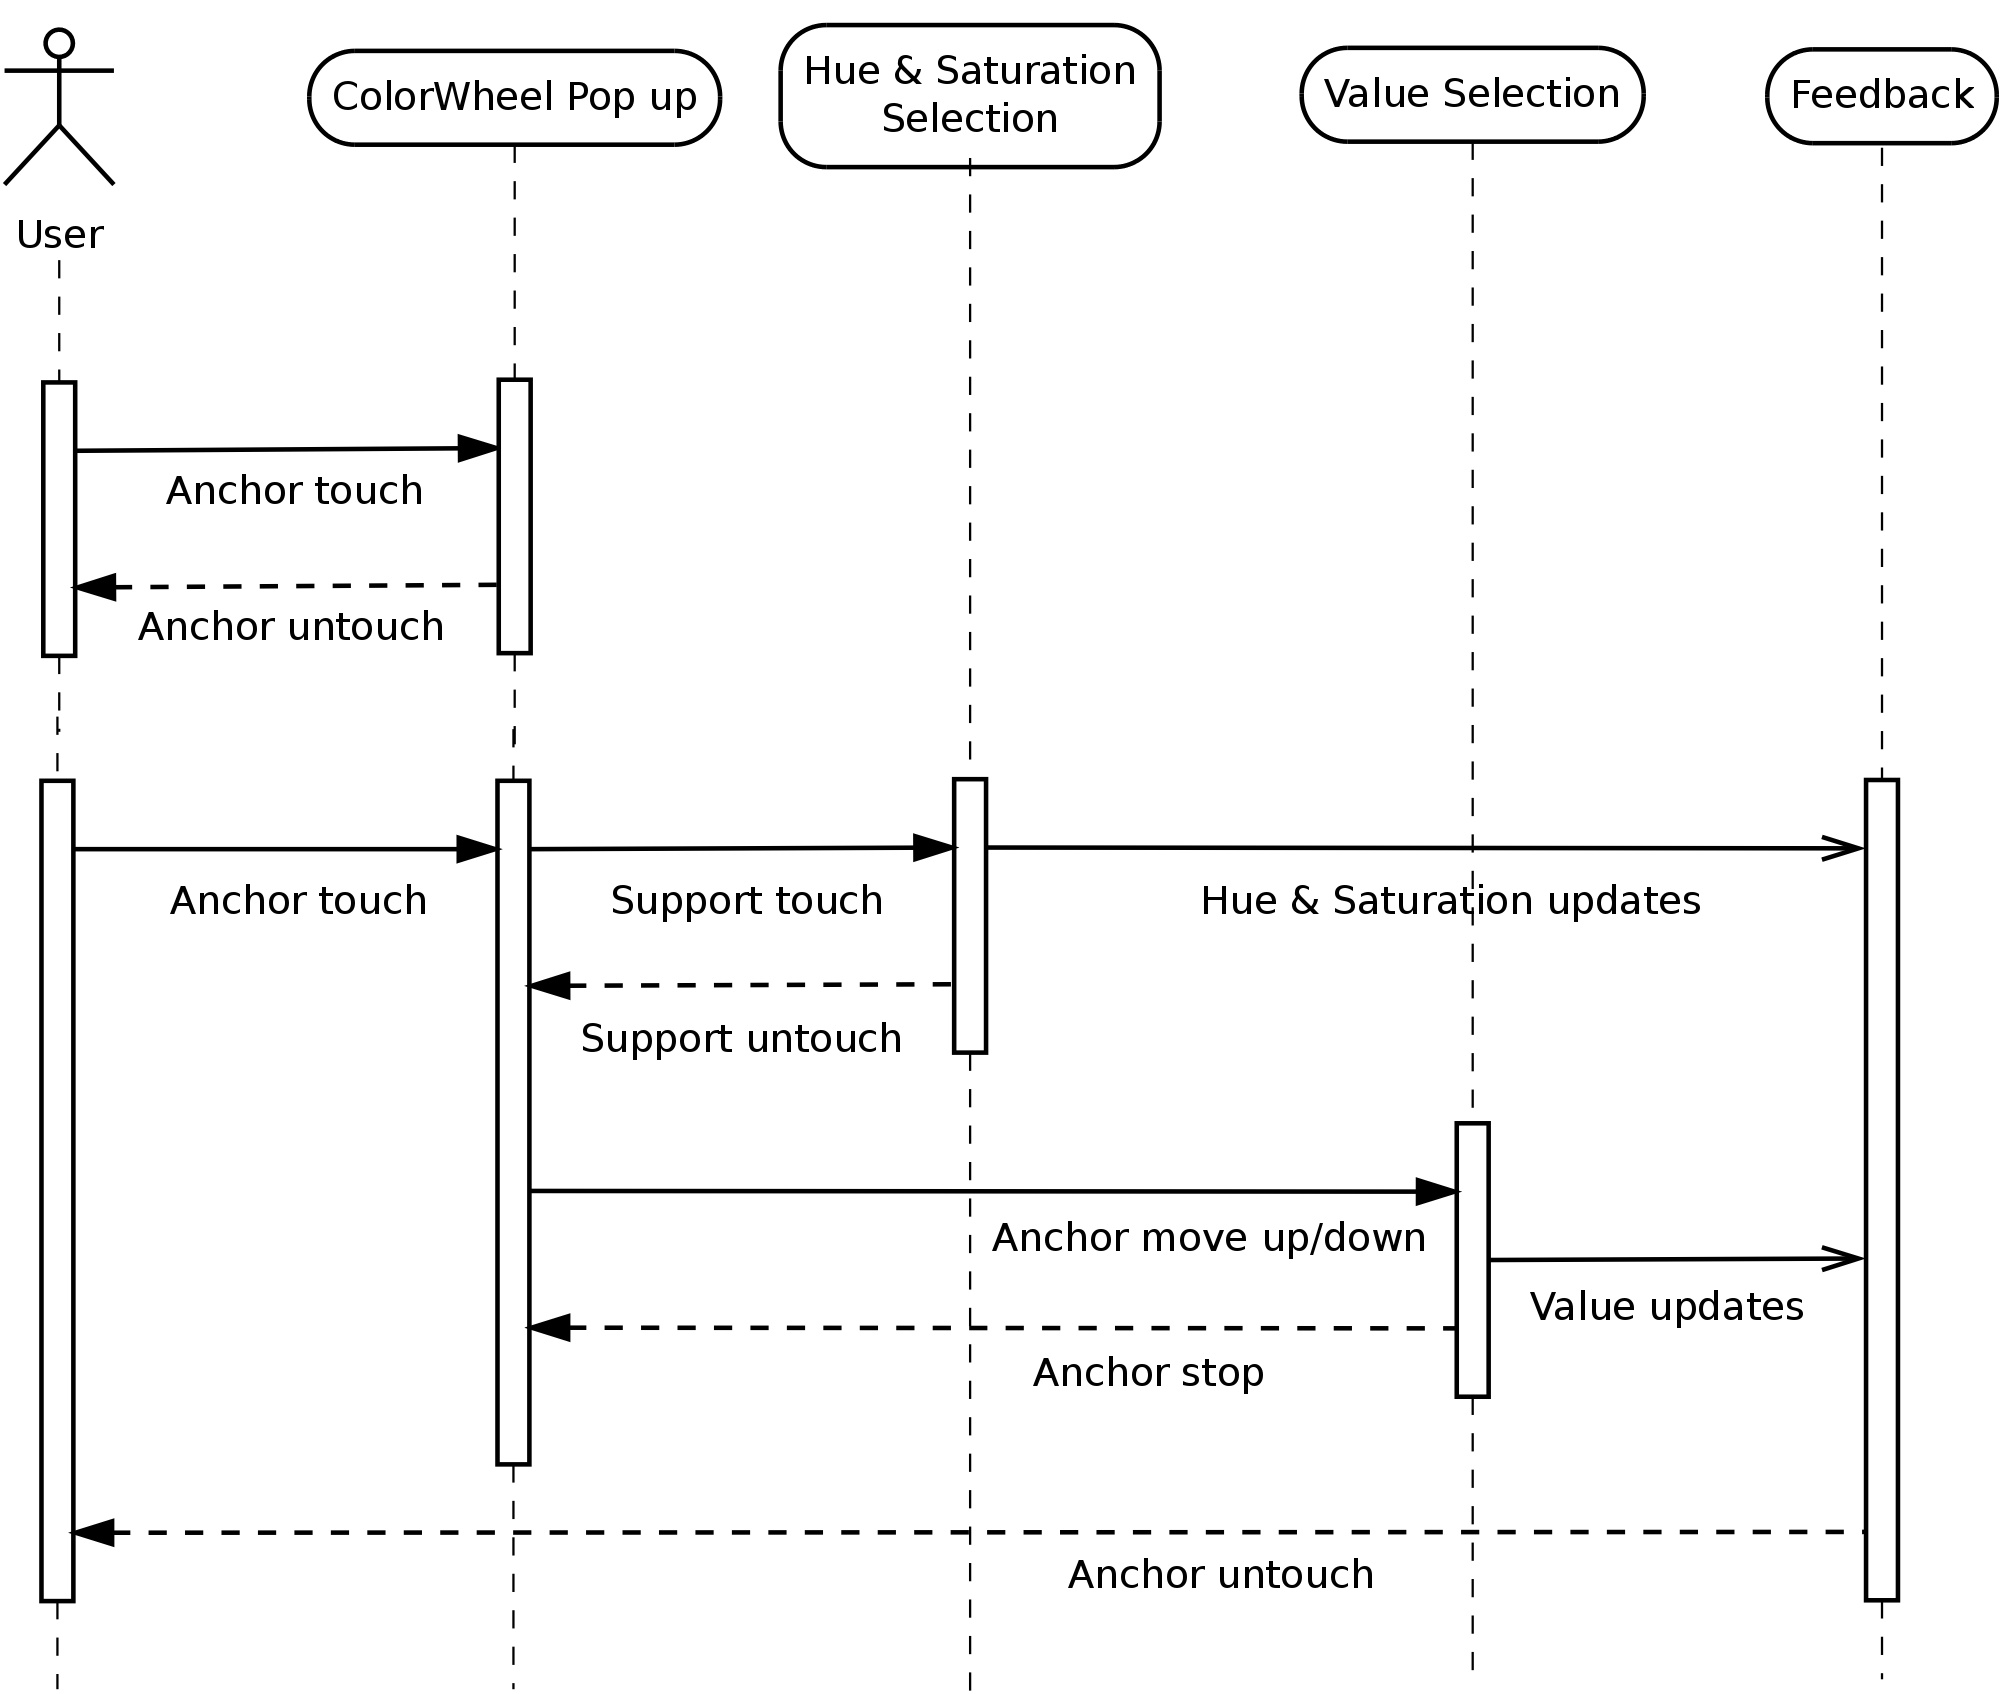 User
ColorWheel Pop up
Hue & Saturation
Selection
Value Selection
Feedback
Anchor touch
Anchor untouch
Anchor touch
Support touch
Hue & Saturation updates
Support untouch
Anchor move up/down
Value updates
Anchor stop
Anchor untouch